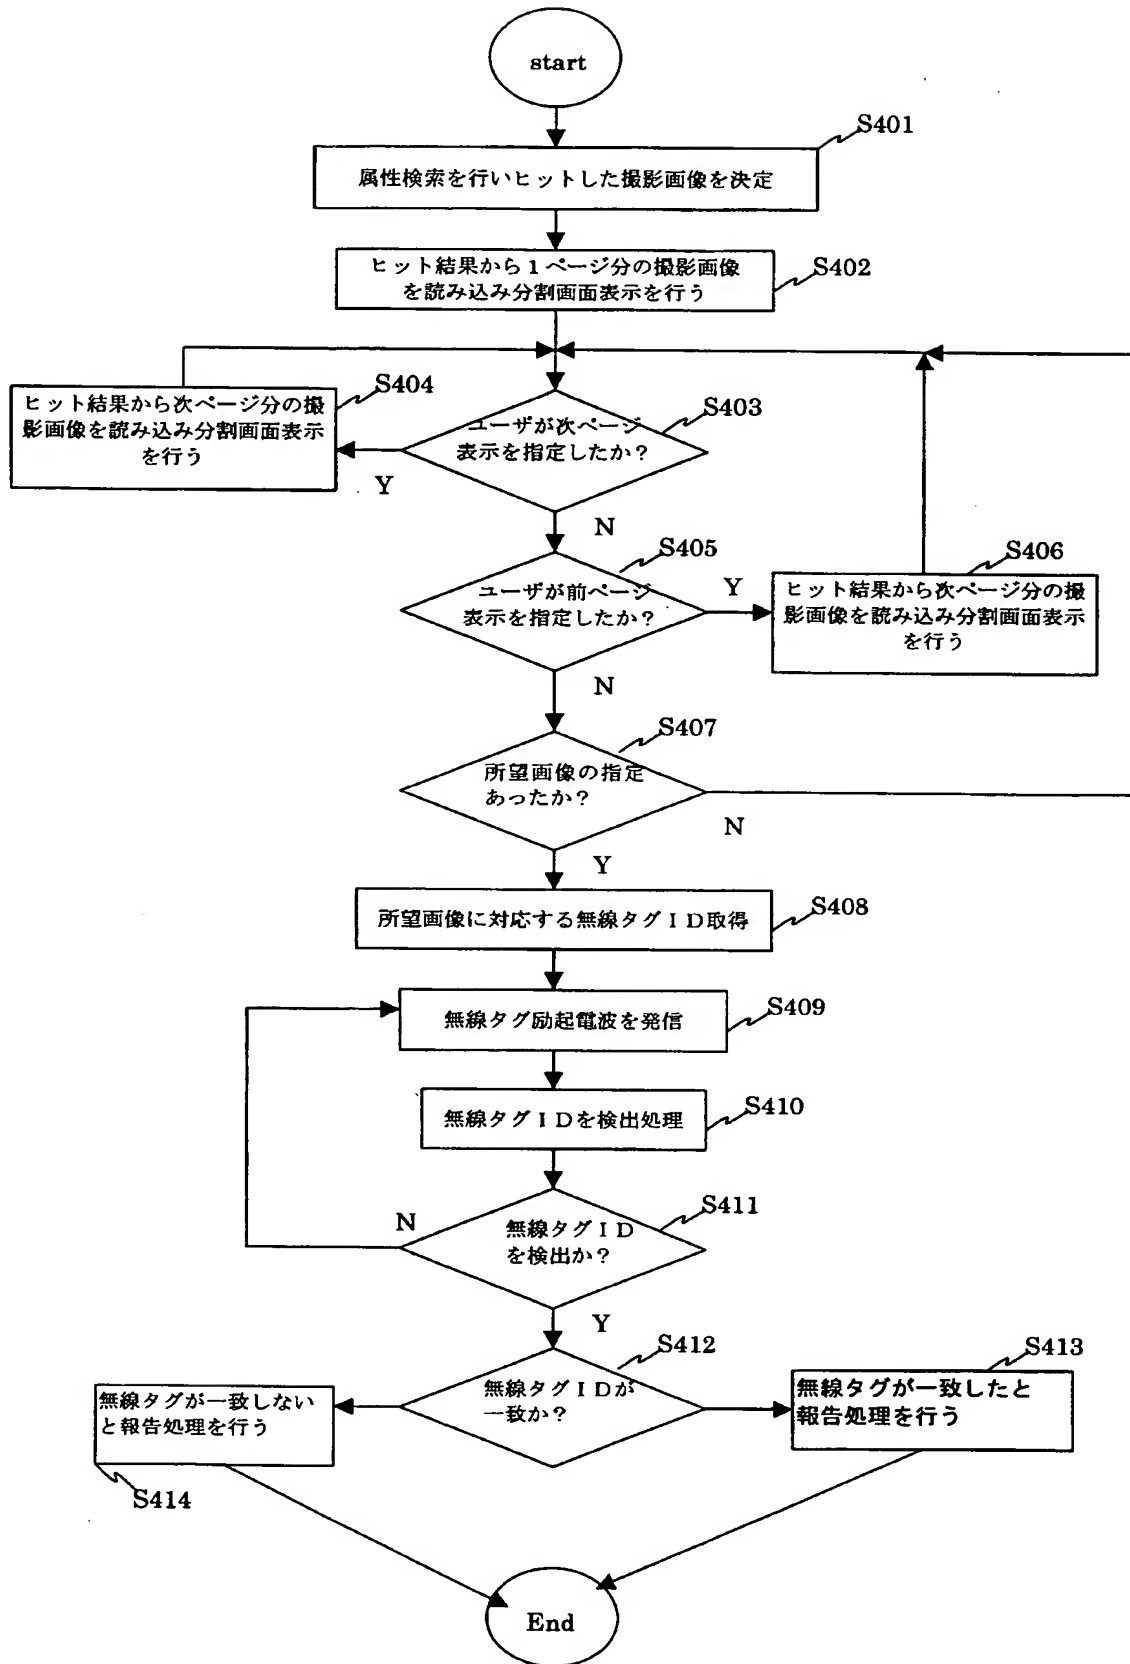 start
S401
属性検索を行いヒットした撮影画像を決定
ヒット結果から１ページ分の撮影画像
を読み込み分割画面表示を行う
S402
S404
ヒット結果から次ページ分の撮
影画像を読み込み分割画面表示
を行う
S403
ユーザが次ページ
表示を指定したか？
Y
N
S405
ユーザが前ページ
表示を指定したか？
Y
S406
ヒット結果から次ページ分の撮
影画像を読み込み分割画面表示
を行う
N
S407
所望画像の指定
あったか？
N
Y
所望画像に対応する無線タグＩＤ取得
S408
無線タグ励起電波を発信
S409
無線タグＩＤを検出処理
S410
N
無線タグＩＤ
を検出か？
S411
Y
S412
無線タグＩＤが
一致か？
S413
無線タグが一致したと
報告処理を行う
無線タグが一致しない
と報告処理を行う
S414
End